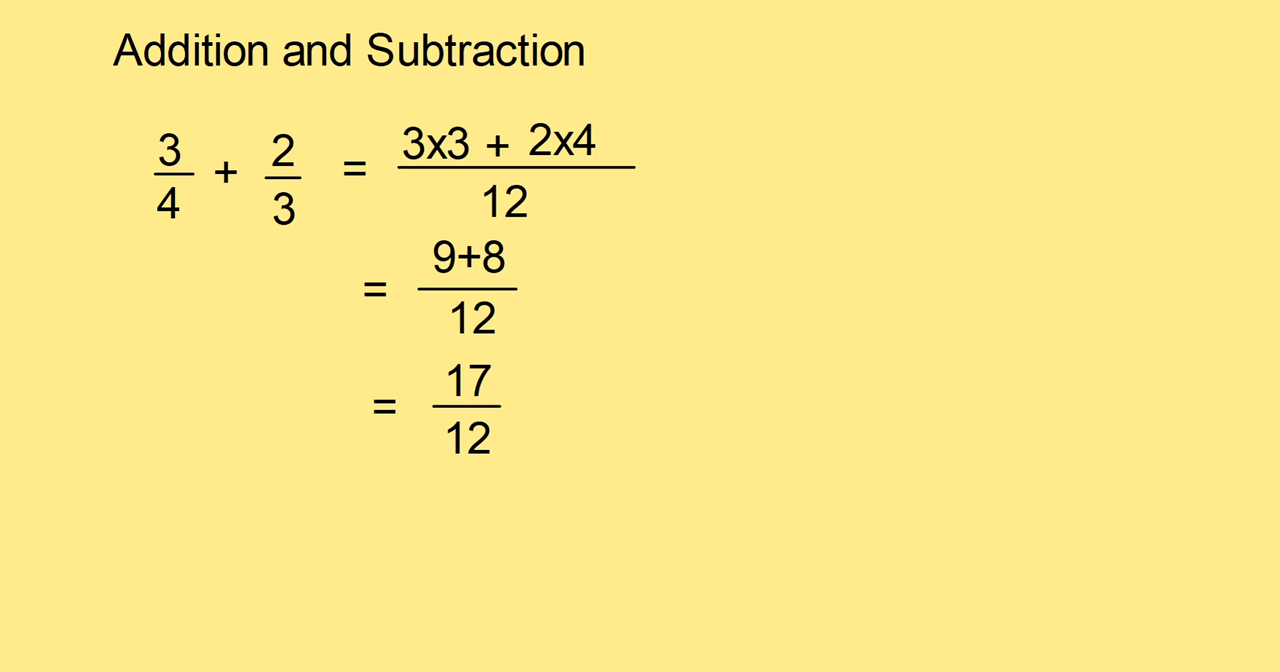 Addition and Subtraction
3/4 + 2/3 = 3x3 + 2x4/12
= 9+8/12
= 17/12